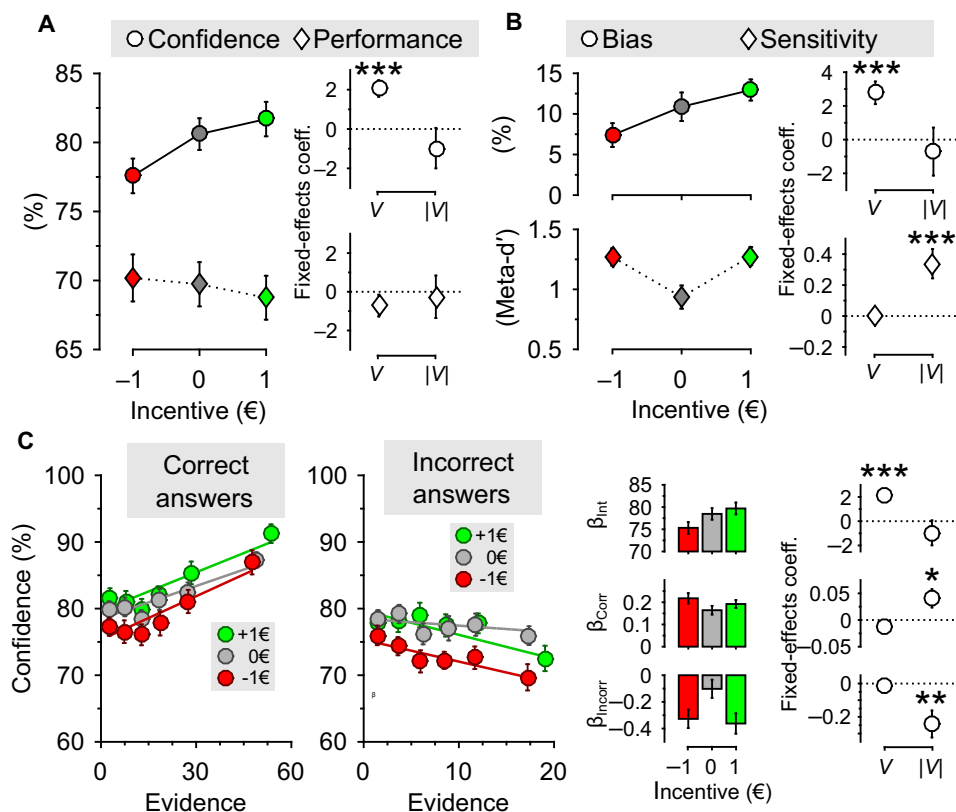 A
Confidence Performance
85
80
75
70
65
(%)
−1 0 1
Incentive (€)
***
2
0
−2
V |V|
2
0
−2
V |V|
Fixed-effects coeff.
B
Bias Sensitivity
15
10
5
0
(%)
1.5
1
0.5
(Meta-d′)
−1 0 1
Incentive (€)
***
4
2
0
−2
V |V|
***
0.4
0.2
0
−0.2
V |V|
Fixed-effects coeff.
C
Correct
answers
100
90
80
70
60
Confidence (%)
+1€
0€
-1€
0 30 60
Evidence
Incorrect
answers
100
90
80
70
60
+1€
0€
-1€
β
0 10 20
Evidence
βInt
85
80
75
70
βCorr
0.2
0.1
0
βIncorr
0
−0.2
−0.4
−1 0 1
Incentive (€)
***
2
0
−2
*
0.05
0
−0.05
**
0
−0.2
V |V|
Fixed-effects coeff.